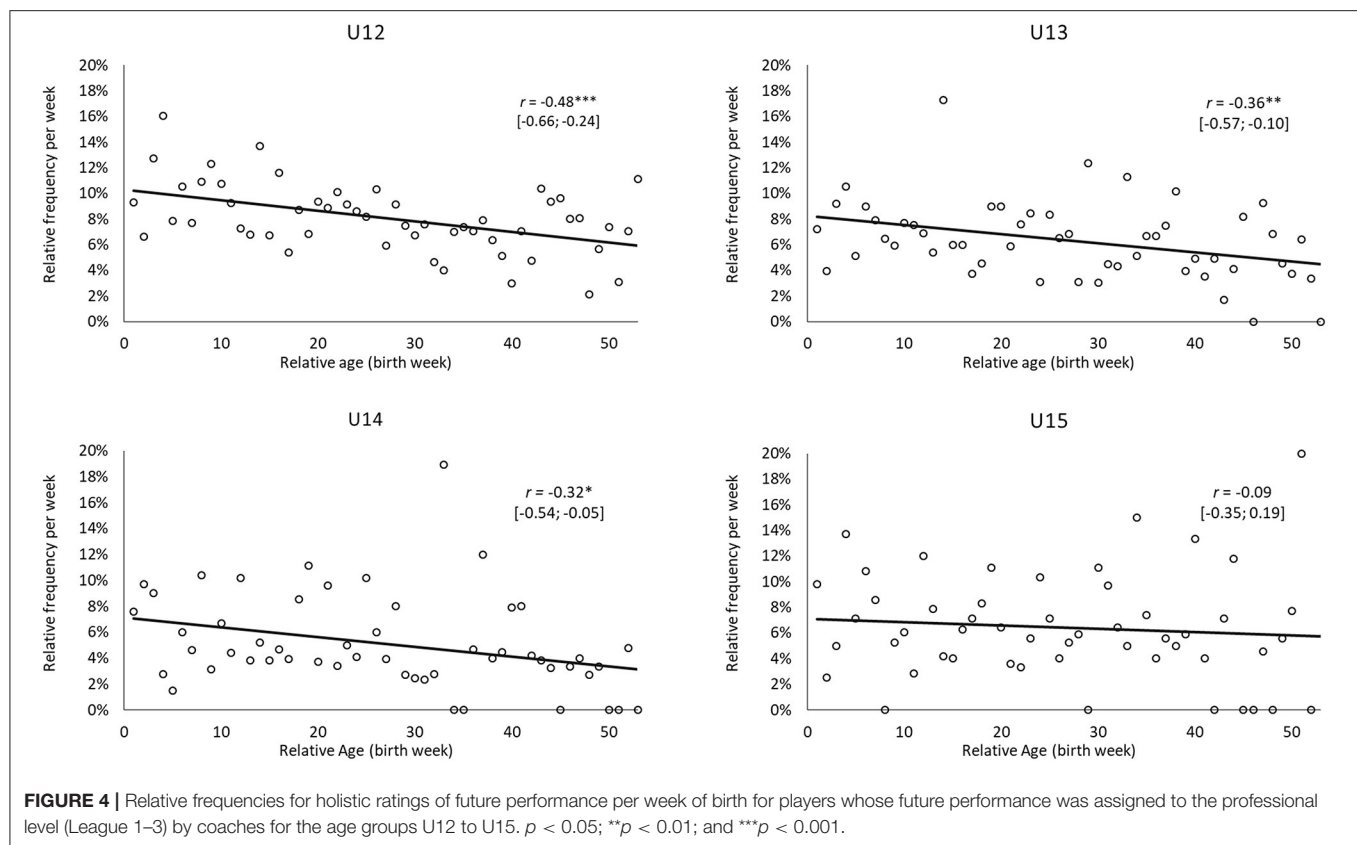 U12
Relative frequency per week
20%
18%
16%
14%
12%
10%
8%
6%
4%
2%
0%
r = -0.48***
[-0.66; -0.24]
0 10 20 30 40 50
Relative age (birth week)
U13
Relative frequency per week
20%
18%
16%
14%
12%
10%
8%
6%
4%
2%
0%
r = -0.36**
[-0.57; -0.10]
0 10 20 30 40 50
Relative age (birth week)
U14
Relative frequency per week
20%
18%
16%
14%
12%
10%
8%
6%
4%
2%
0%
r = -0.32*
[-0.54; -0.05]
0 10 20 30 40 50
Relative Age (birth week)
U15
Relative frequency per week
20%
18%
16%
14%
12%
10%
8%
6%
4%
2%
0%
r = -0.09
[-0.35; 0.19]
0 10 20 30 40 50
Relative Age (birth week)
FIGURE 4 | Relative frequencies for holistic ratings of future performance per week of birth for players whose future performance was assigned to the professional
level (League 1–3) by coaches for the age groups U12 to U15. p < 0.05; **p < 0.01; and ***p < 0.001.